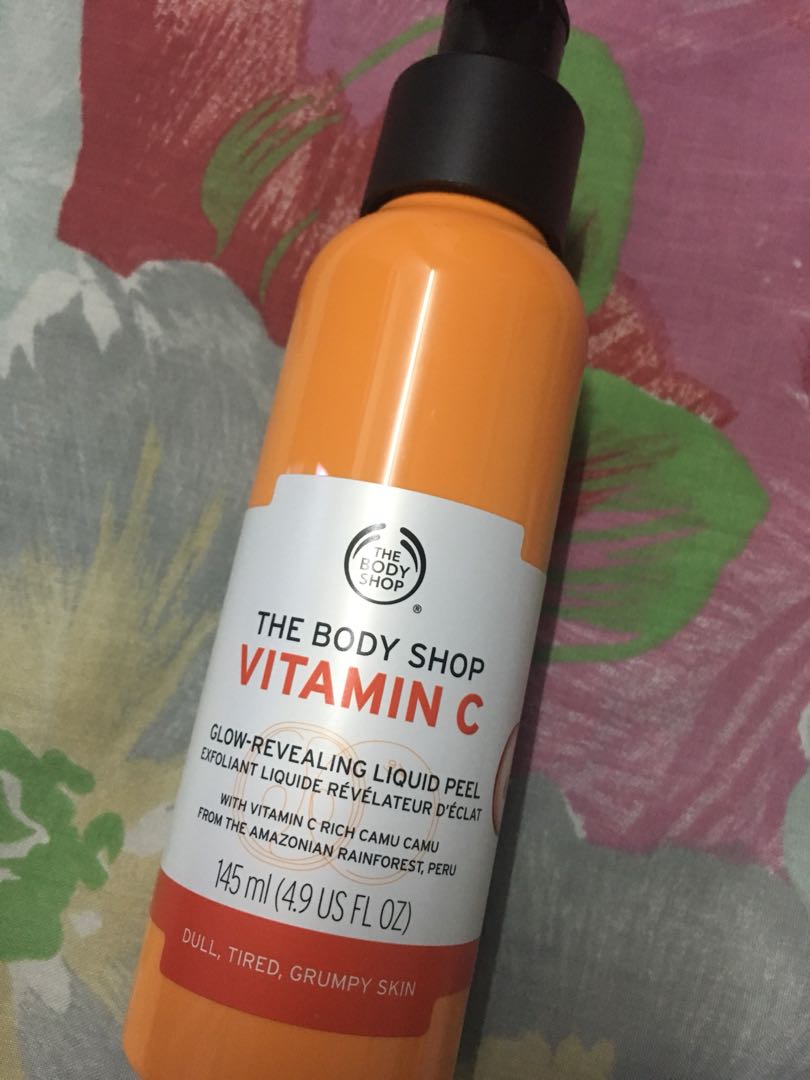 THE
BODY
SHOP
®
THE BODY SHOP
VITAMIN C
GLOW-REVEALING LIQUID PEEL
EXFOLIANT LIQUIDE RÉVÉLATEUR D'ÉCLAT
WITH VITAMIN C RICH CAMU CAMU
FROM THE AMAZONIAN RAINFOREST, PERU
145 ml (4.9 US FL OZ)
DULL, TIRED, GRUMPY SKIN